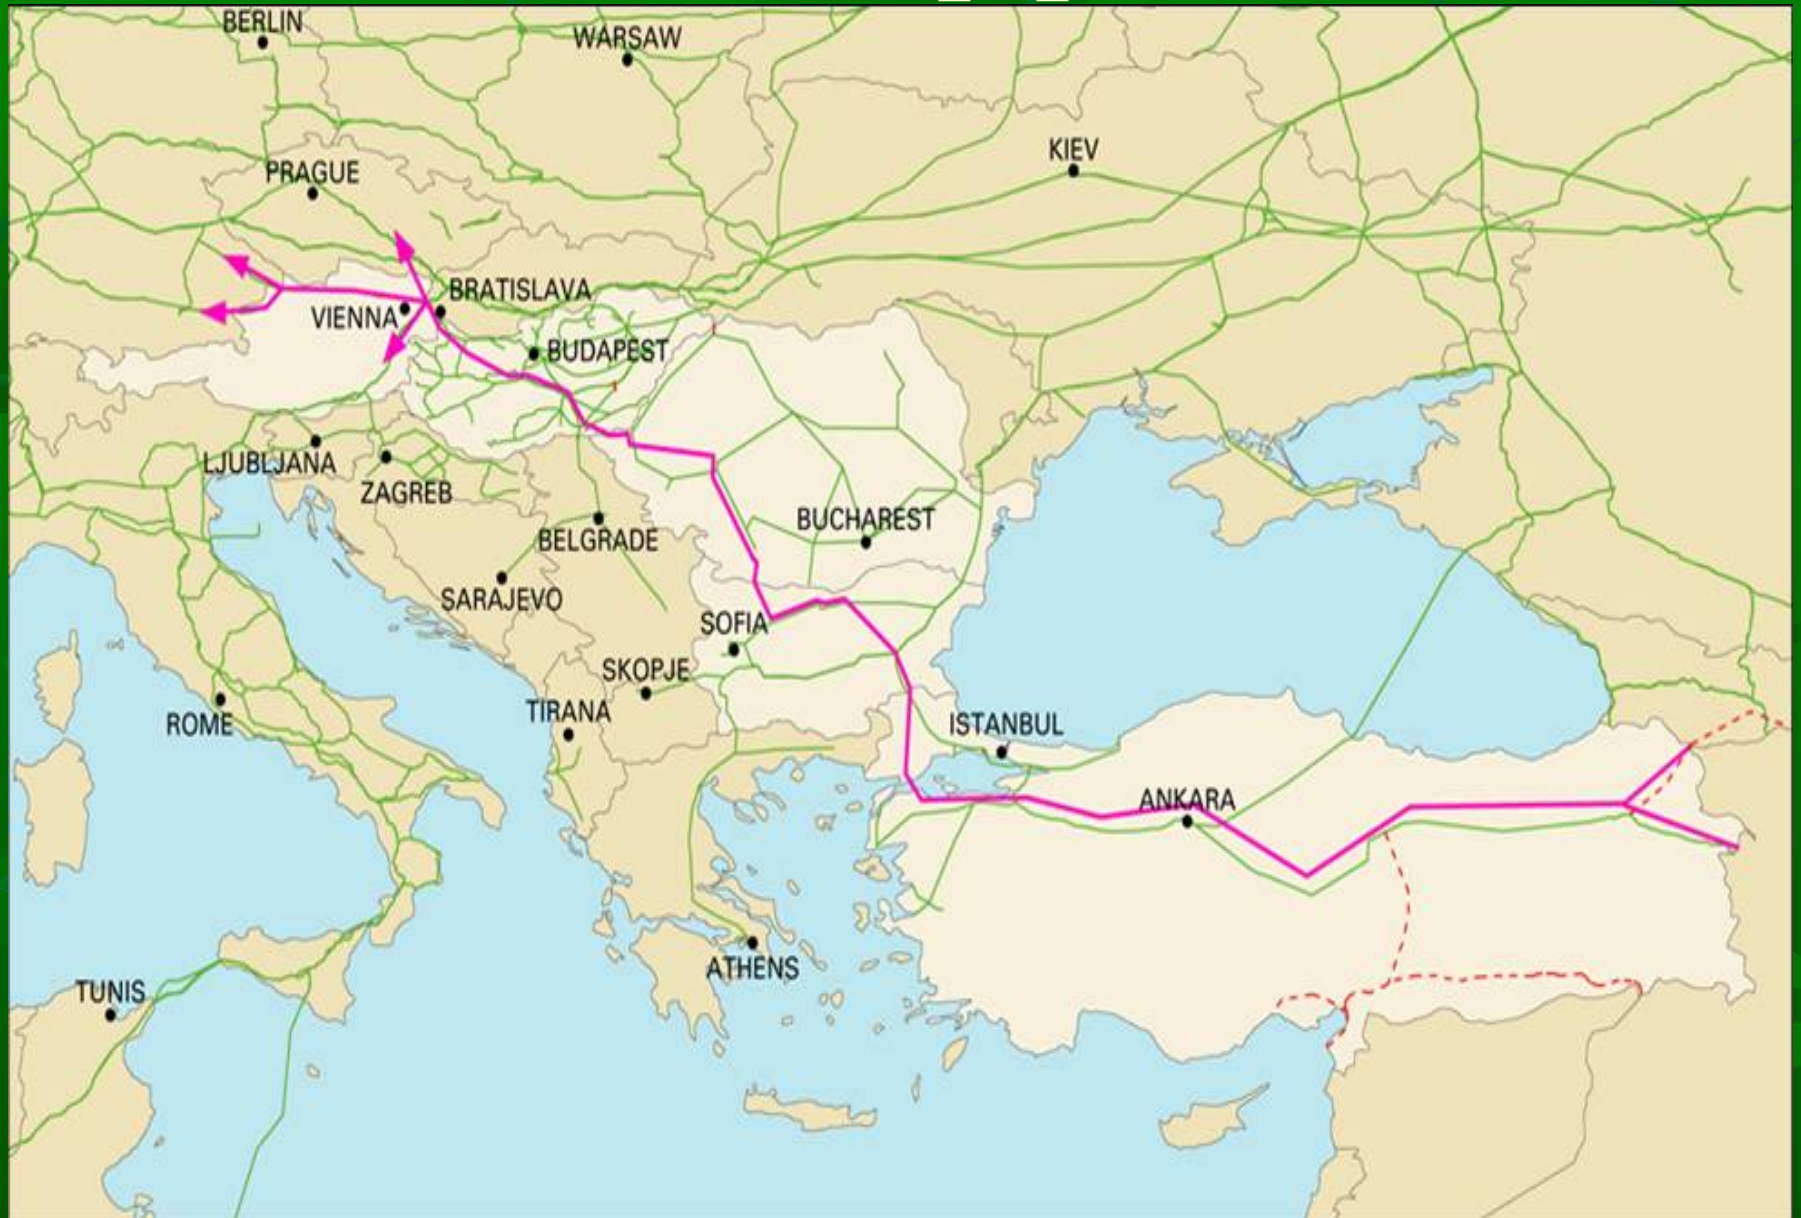 BERLIN
WARSAW
KIEV
PRAGUE
BRATISLAVA
VIENNA
BUDAPEST
LJUBLJANA
ZAGREB
BUCHAREST
BELGRADE
SARAJEVO
SOFIA
SKOPJE
TIRANA
ROME
ISTANBUL
ANKARA
ATHENS
TUNIS